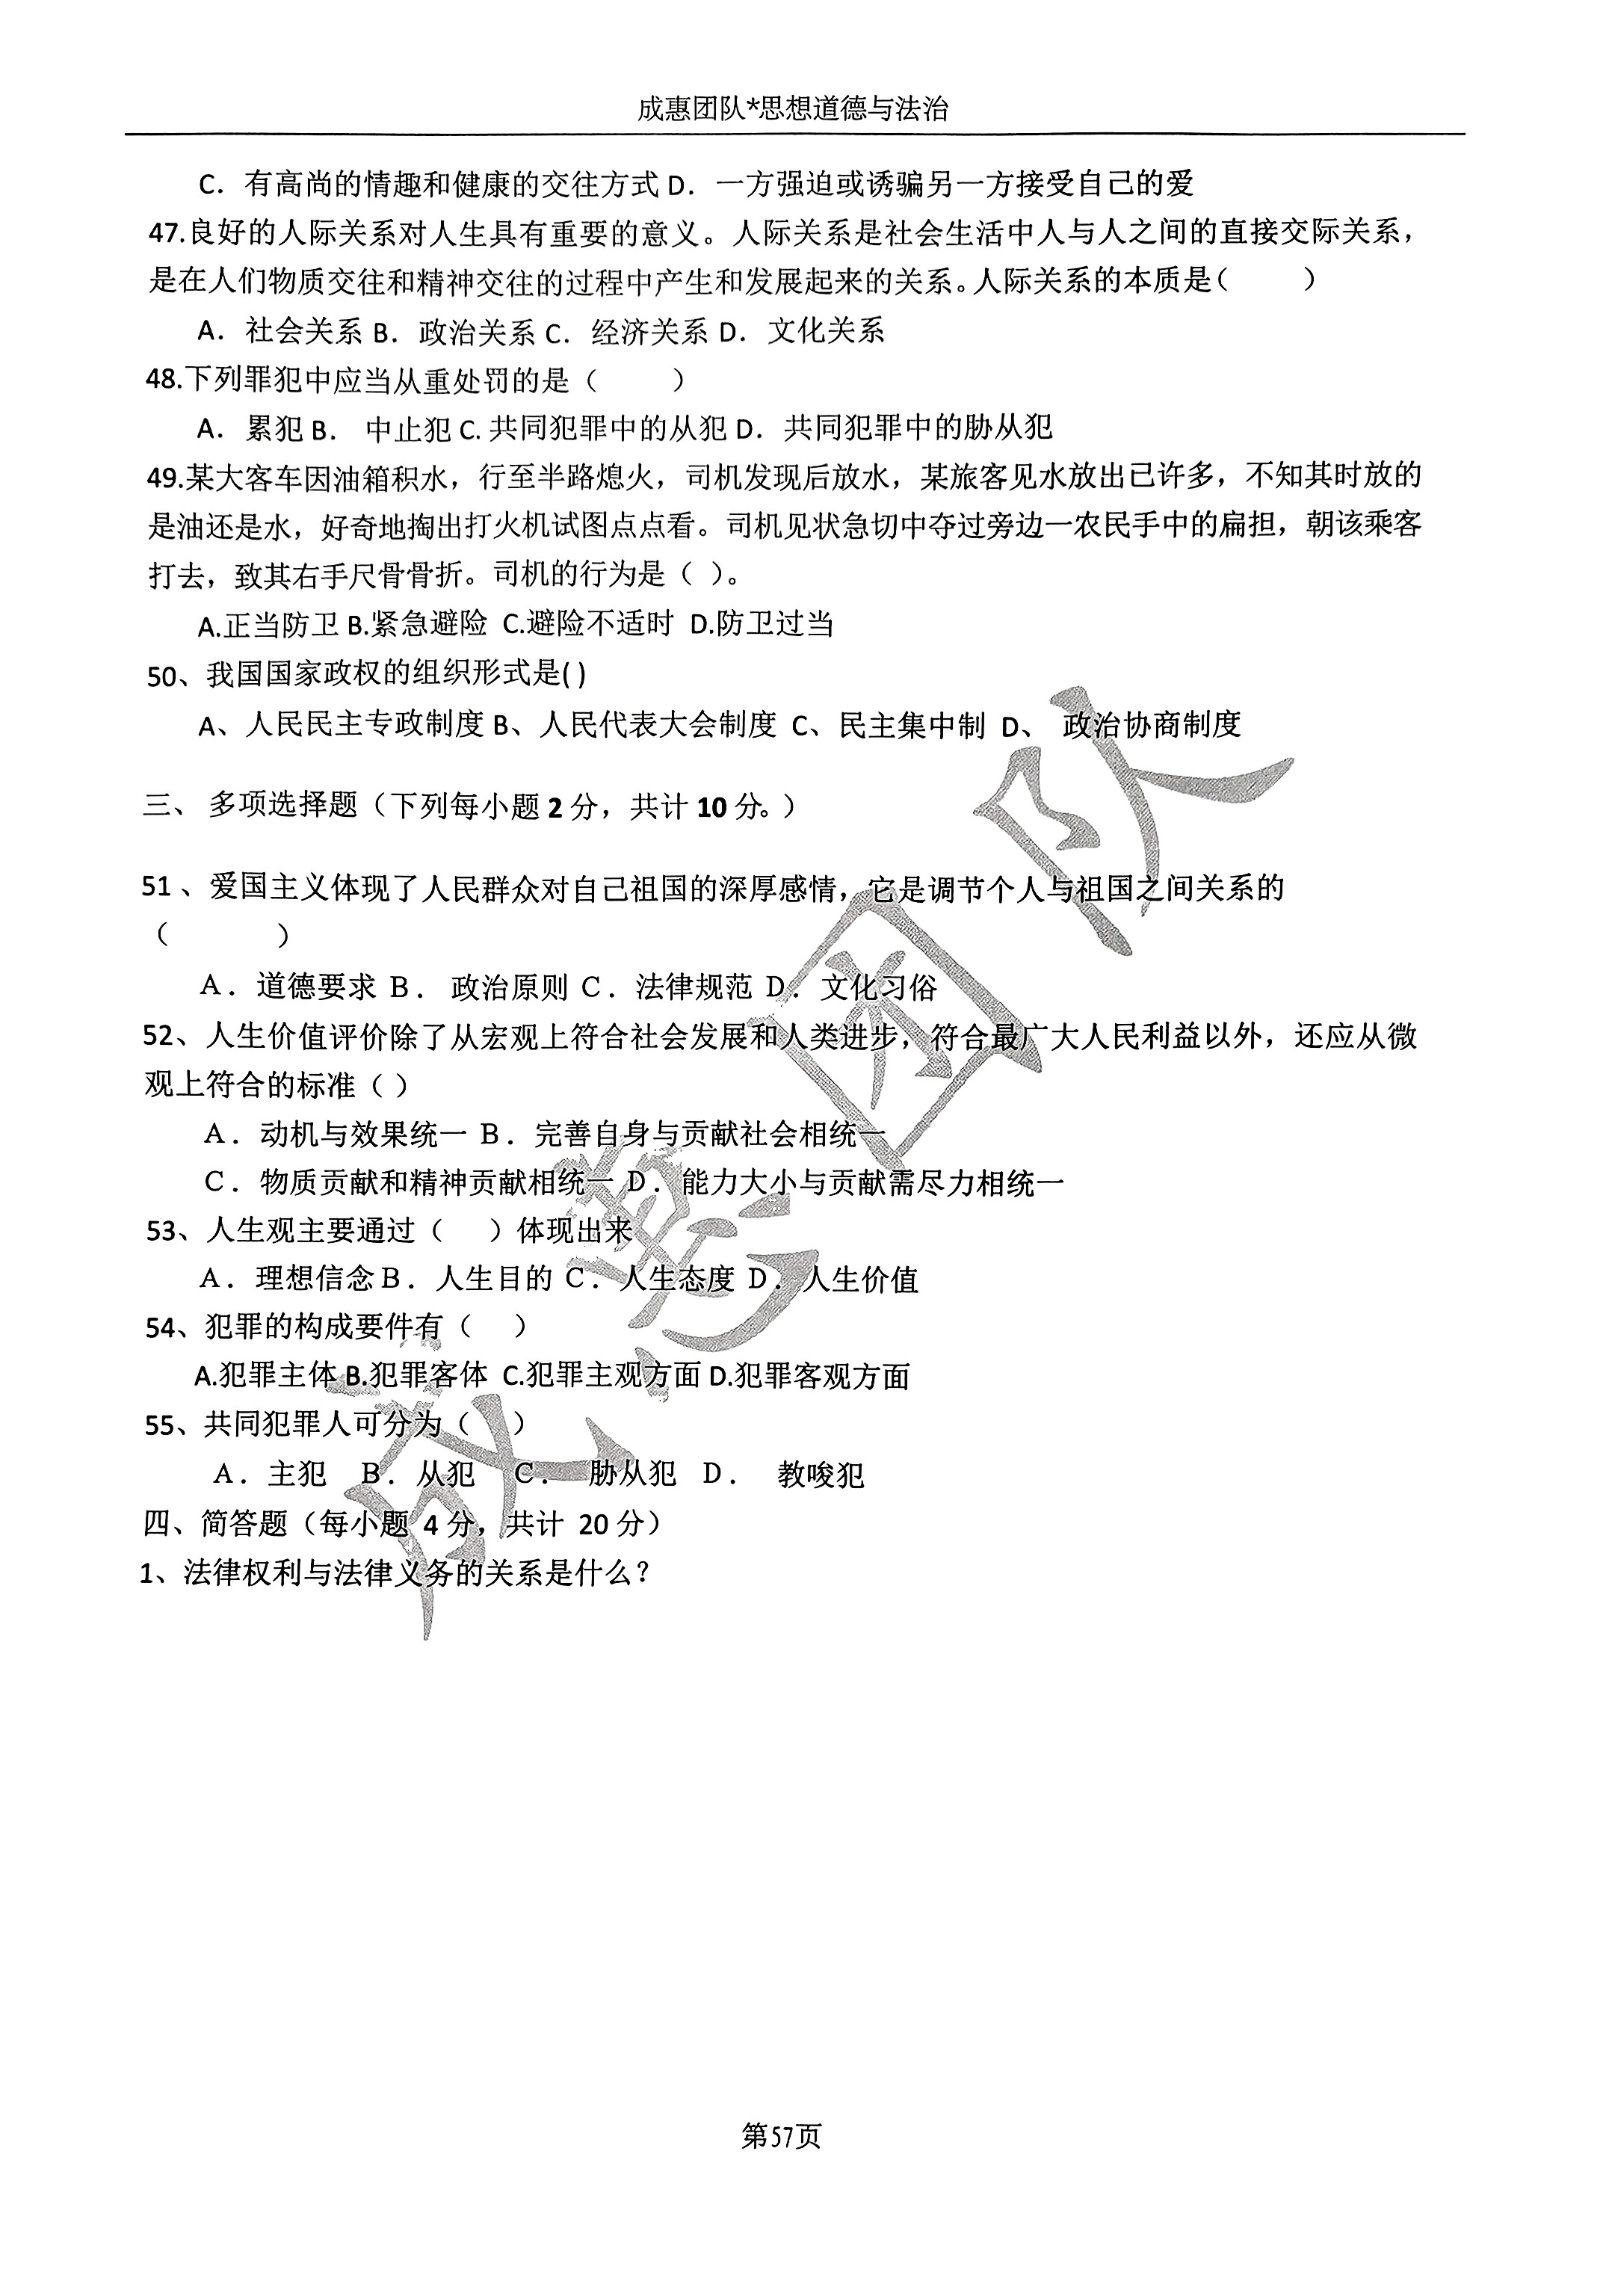 成惠团队*思想道德与法治
C．有高尚的情趣和健康的交往方式 D．一方强迫或诱骗另一方接受自己的爱
47.良好的人际关系对人生具有重要的意义。人际关系是社会生活中人与人之间的直接交际关系，
是在人们物质交往和精神交往的过程中产生和发展起来的关系。人际关系的本质是（　　）
A．社会关系 B．政治关系 C．经济关系 D．文化关系
48.下列罪犯中应当从重处罚的是（　　）
A．累犯 B． 中止犯 C. 共同犯罪中的从犯 D．共同犯罪中的胁从犯
49.某大客车因油箱积水，行至半路熄火，司机发现后放水，某旅客见水放出已许多，不知其时放的
是油还是水，好奇地掏出打火机试图点点看。司机见状急切中夺过旁边一农民手中的扁担，朝该乘客
打去，致其右手尺骨骨折。司机的行为是（ ）。
A.正当防卫 B.紧急避险 C.避险不适时 D.防卫过当
50、我国国家政权的组织形式是( )
A、人民民主专政制度 B、人民代表大会制度 C、民主集中制 D、 政治协商制度
三、 多项选择题（下列每小题 2 分，共计 10 分。）
51 、爱国主义体现了人民群众对自己祖国的深厚感情，它是调节个人与祖国之间关系的
（　　）
A．道德要求 B． 政治原则 C．法律规范 D．文化习俗
52、人生价值评价除了从宏观上符合社会发展和人类进步，符合最广大人民利益以外，还应从微
观上符合的标准（ ）
A．动机与效果统一 B．完善自身与贡献社会相统一
C．物质贡献和精神贡献相统一 D．能力大小与贡献需尽力相统一
53、人生观主要通过（　）体现出来
A．理想信念 B．人生目的 C．人生态度 D．人生价值
54、犯罪的构成要件有（　）
A.犯罪主体 B.犯罪客体 C.犯罪主观方面 D.犯罪客观方面
55、共同犯罪人可分为（　）
A．主犯 B．从犯 C． 胁从犯 D． 教唆犯
四、简答题（每小题 4 分，共计 20 分）
1、法律权利与法律义务的关系是什么？
成惠团队
第57页